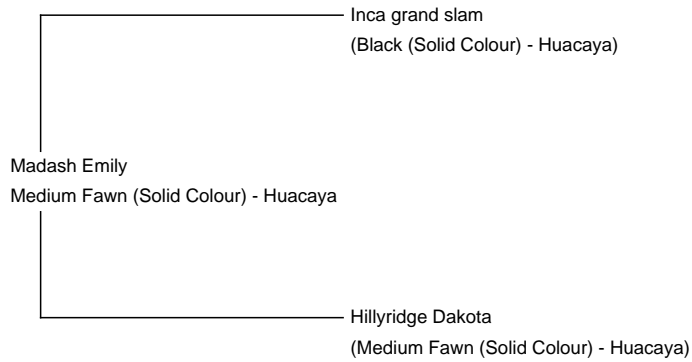 Inca grand slam
(Black (Solid Colour) - Huacaya)
Madash Emily
Medium Fawn (Solid Colour) - Huacaya
Hillyridge Dakota
(Medium Fawn (Solid Colour) - Huacaya)